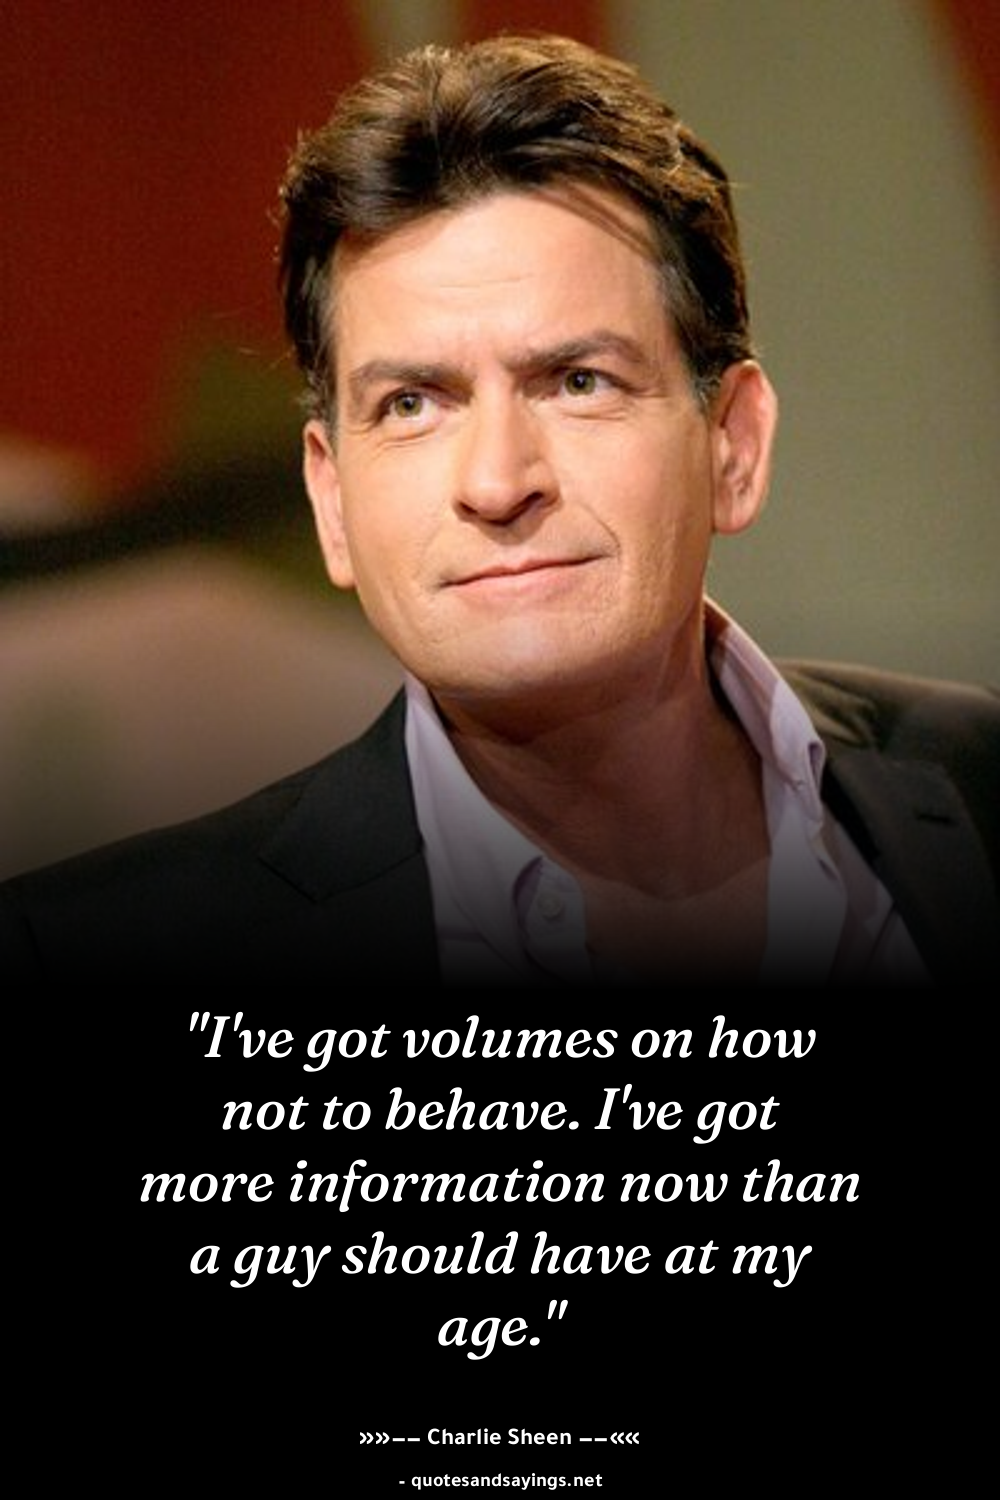 "I've got volumes on how
not to behave. I've got
more information now than
a guy should have at my
age."
»»-- Charlie Sheen --««
- quotesandsayings.net